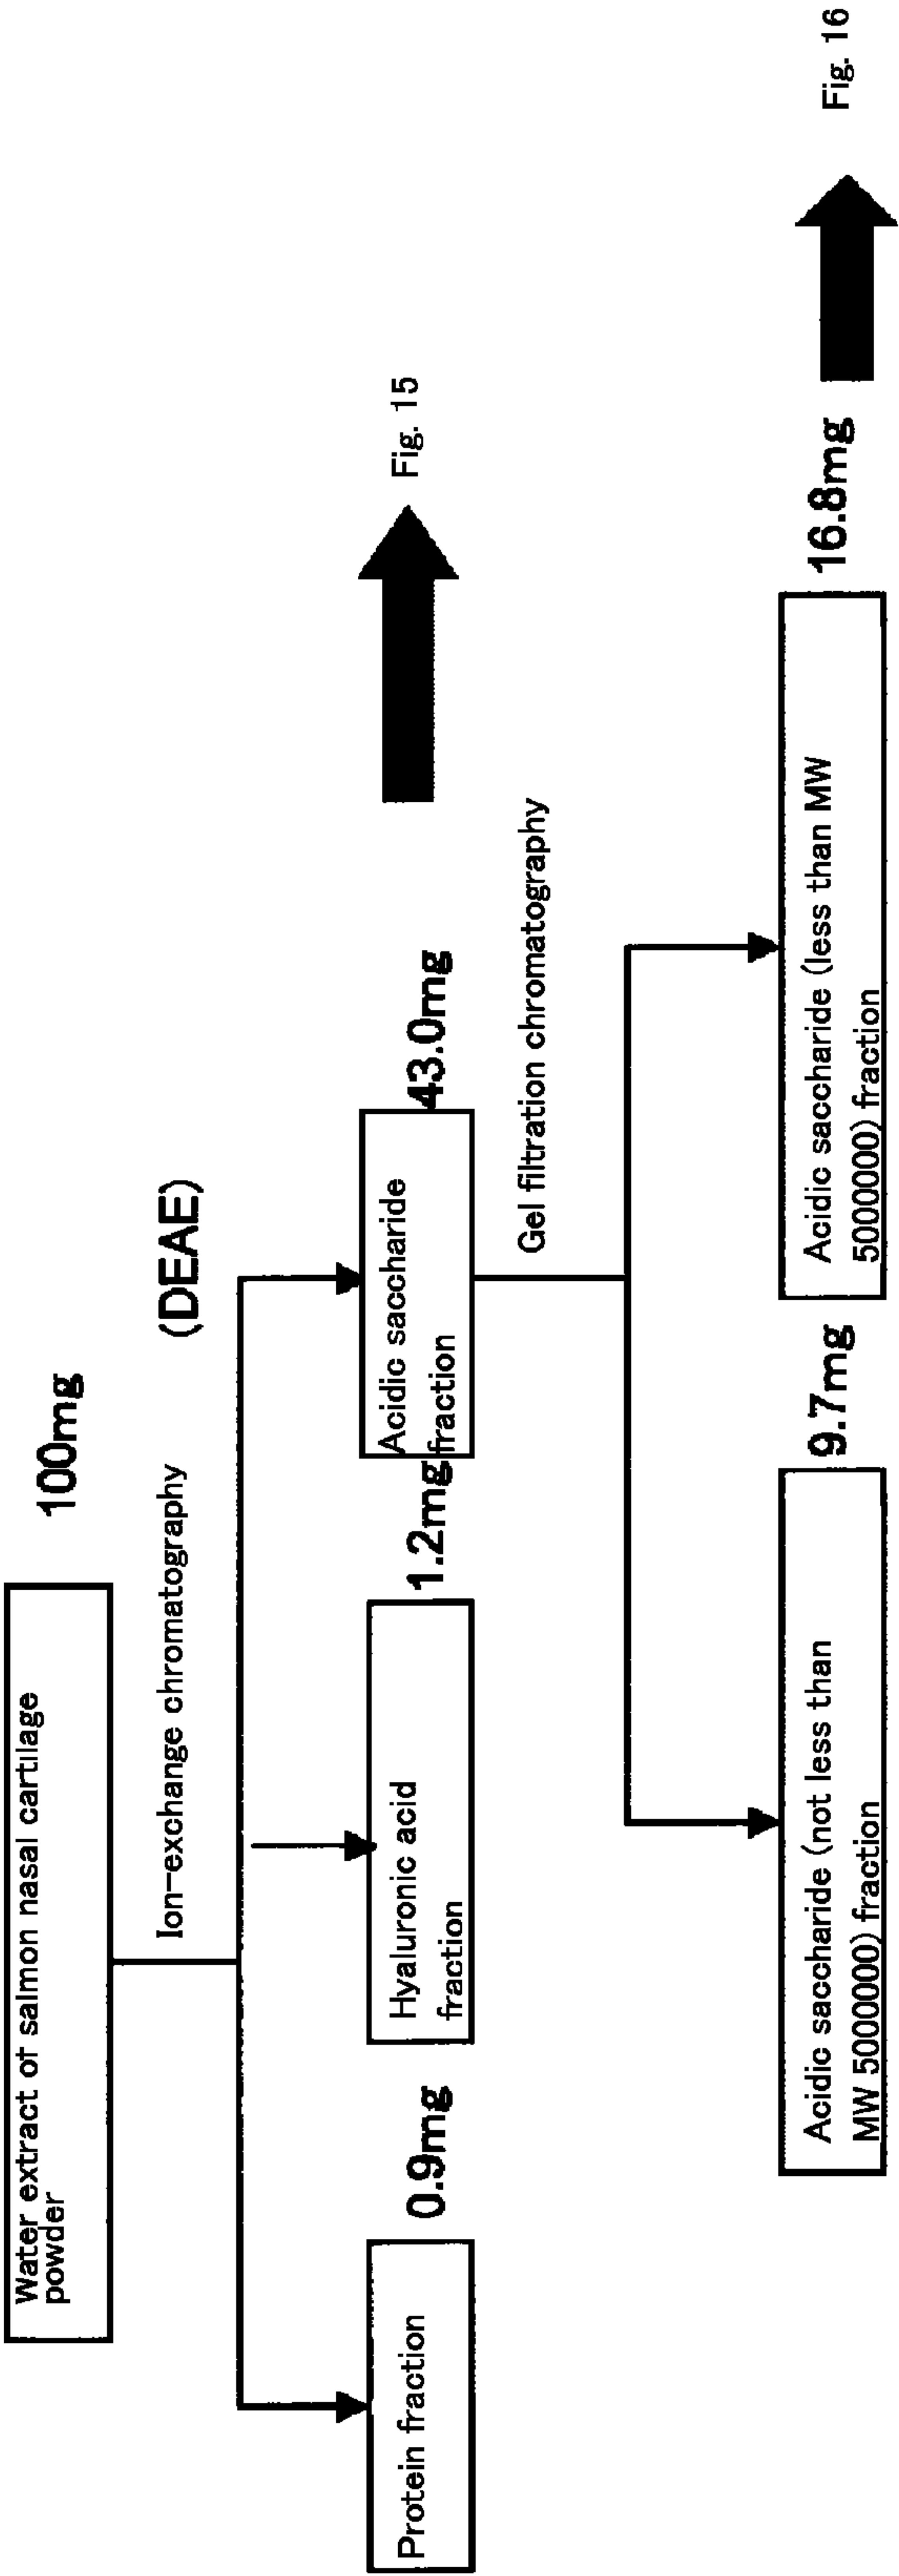 Water extract of salmon nasal cartilage
powder
100mg
Ion-exchange chromatography
(DEAE)
Protein fraction
0.9mg
Hyaluronic acid
fraction
1.2mg
Acidic saccharide
fraction
43.0mg
Fig. 15
Gel filtration chromatography
Acidic saccharide (not less than
MW 5000000) fraction
9.7mg
Acidic saccharide (less than MW
5000000) fraction
16.8mg
Fig. 16